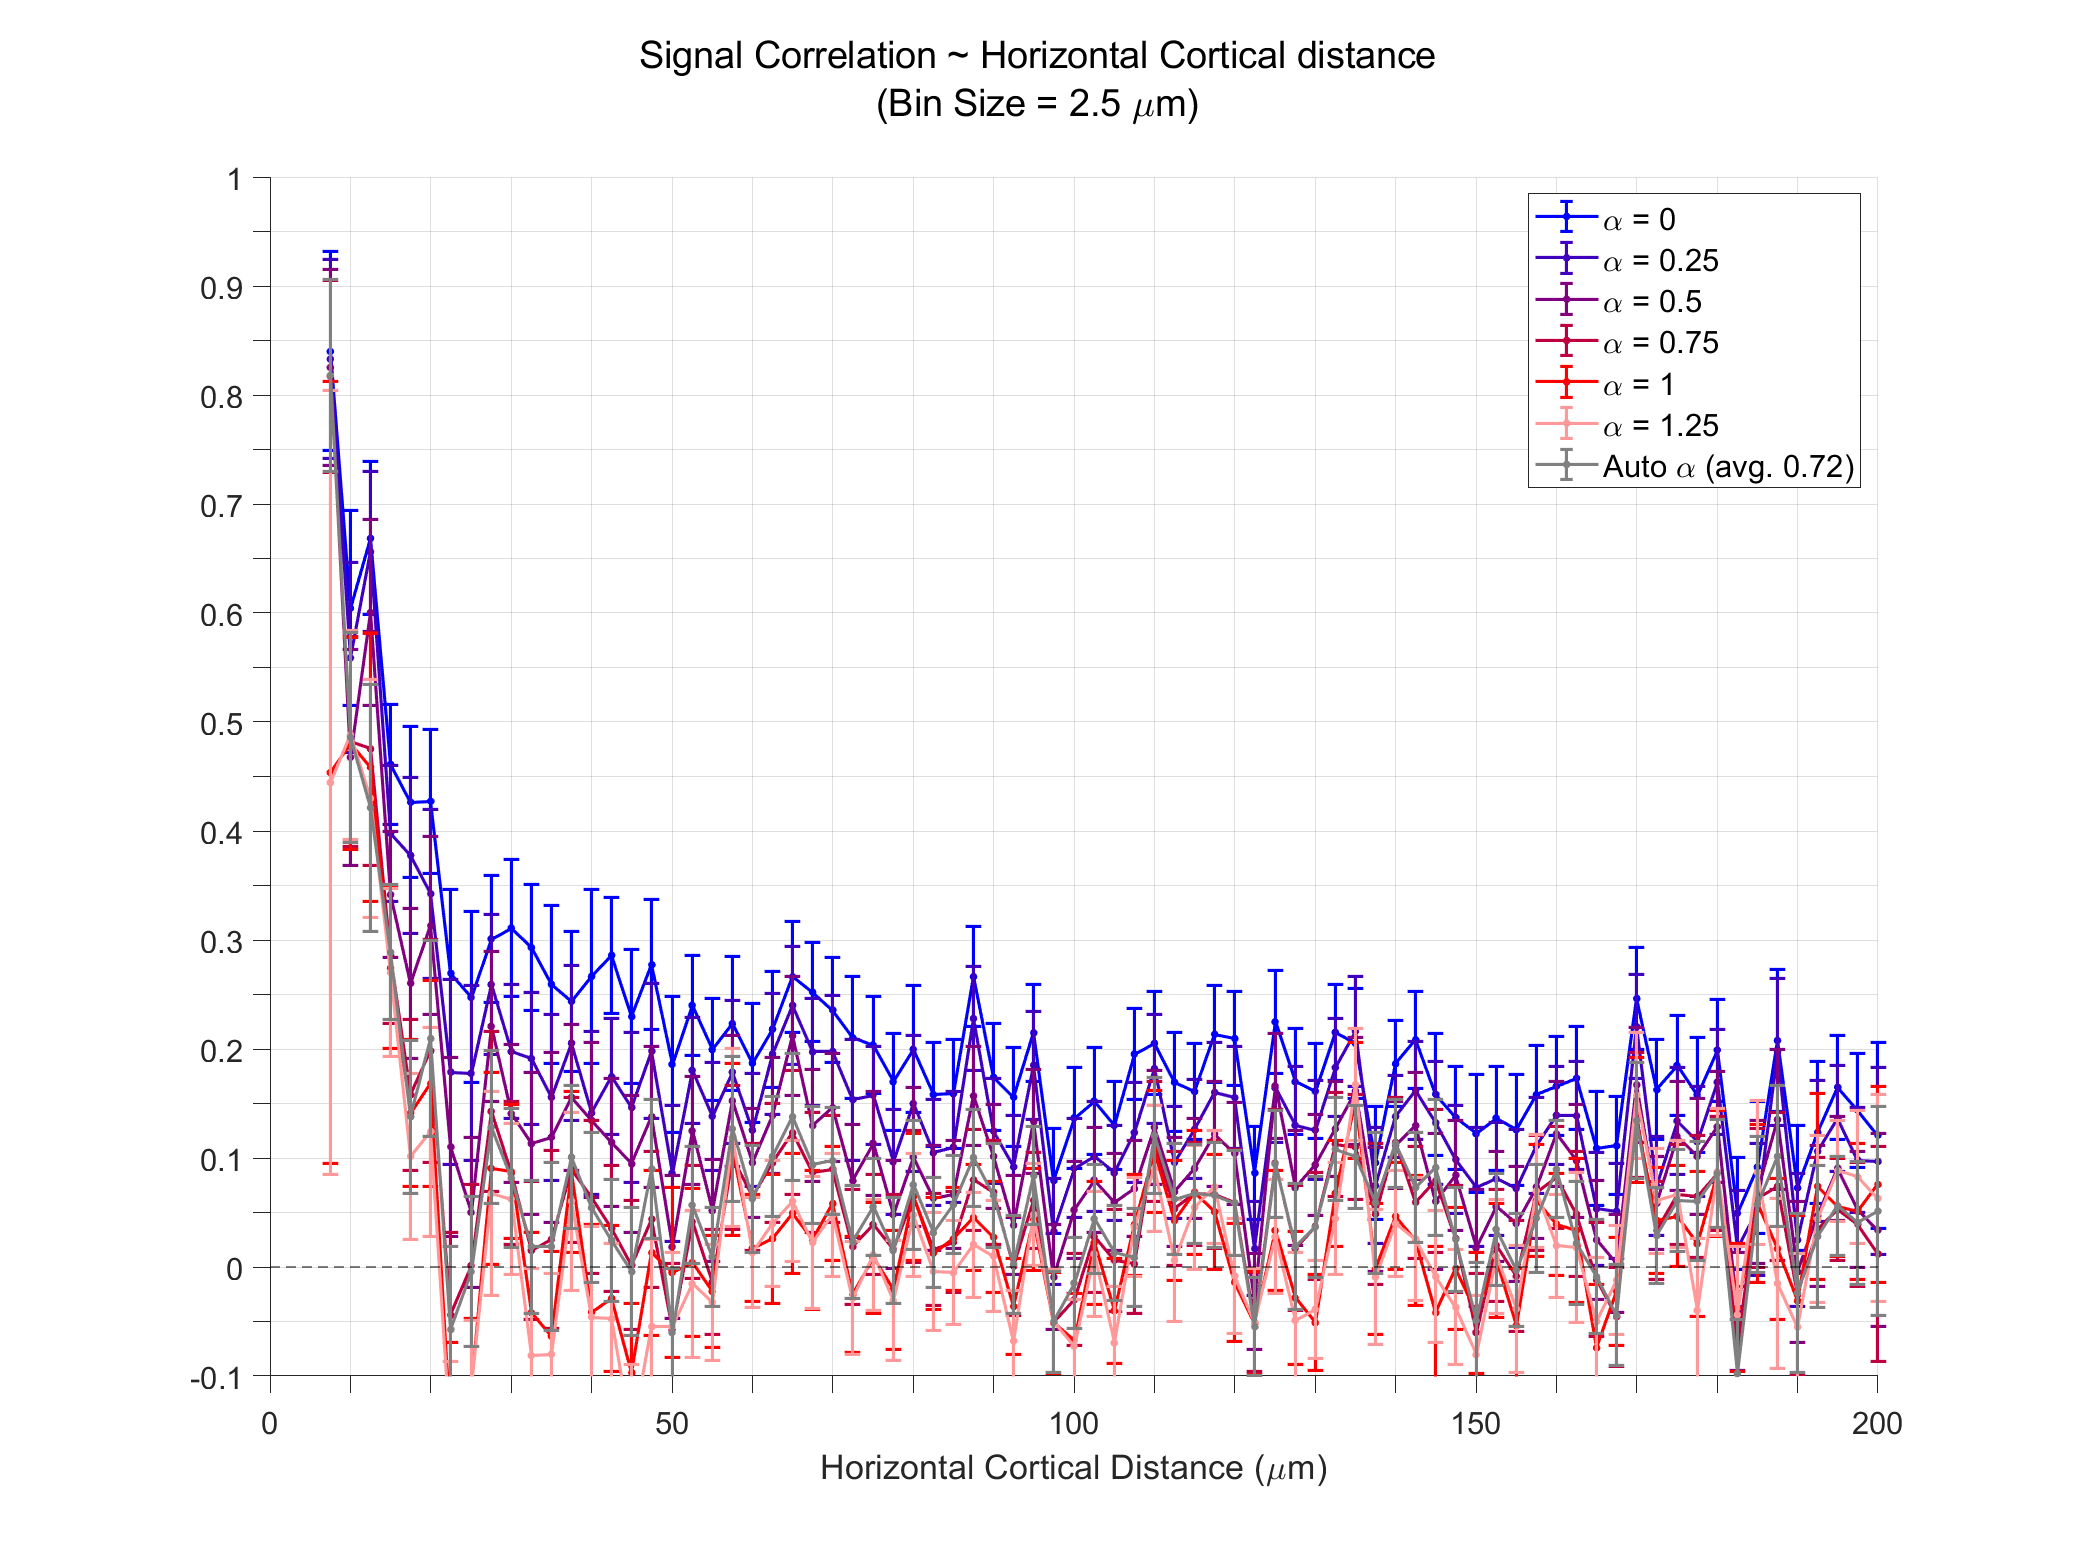 Signal Correlation ~ Horizontal Cortical distance
(Bin Size = 2.5 μm)
1
0.9
0.8
0.7
0.6
0.5
0.4
0.3
0.2
0.1
0
-0.1
α = 0
α = 0.25
α = 0.5
α = 0.75
α = 1
α = 1.25
Auto α (avg. 0.72)
0 50 100 150 200
Horizontal Cortical Distance (μm)